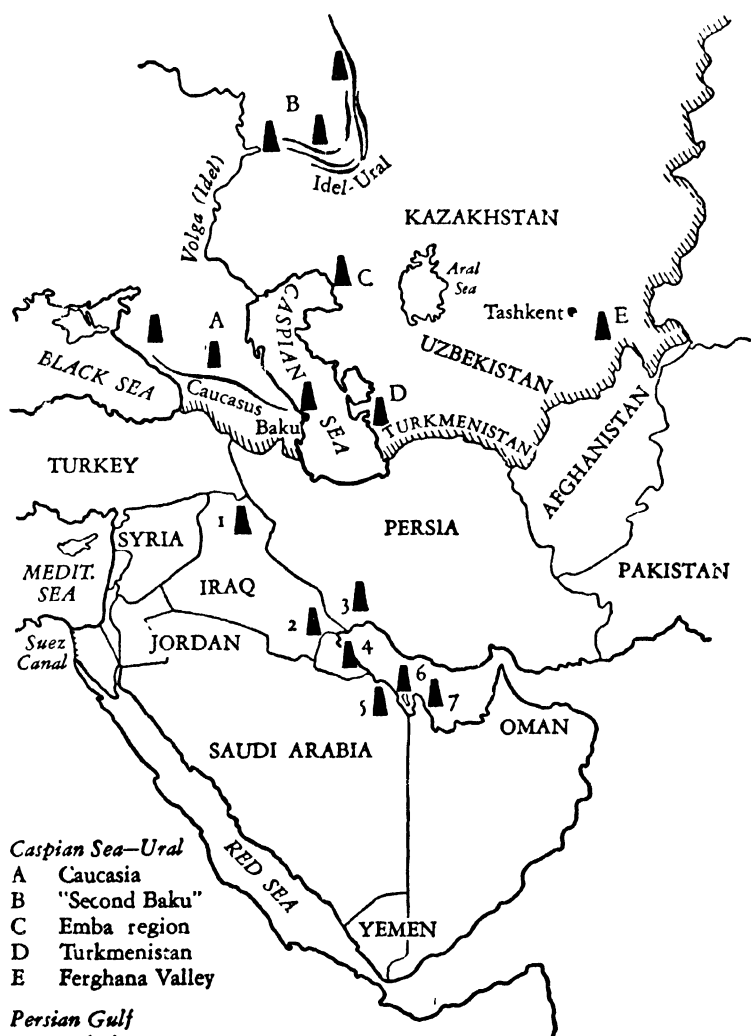 B
Idel-Ural
Volga (Idel)
KAZAKHSTAN
Aral
Sea
C
CASPIAN
SEA
Tashkent
E
A
UZBEKISTAN
BLACK SEA
Caucasus
Baku
D
TURKMENISTAN
AFGHANISTAN
TURKEY
PERSIA
1
SYRIA
MEDIT.
SEA
IRAQ
PAKISTAN
2
3
Suez
Canal
JORDAN
4
6
5
7
OMAN
SAUDI ARABIA
RED SEA
YEMEN
Caspian Sea—Ural
A Caucasia
B "Second Baku"
C Emba region
D Turkmenistan
E Ferghana Valley
Persian Gulf